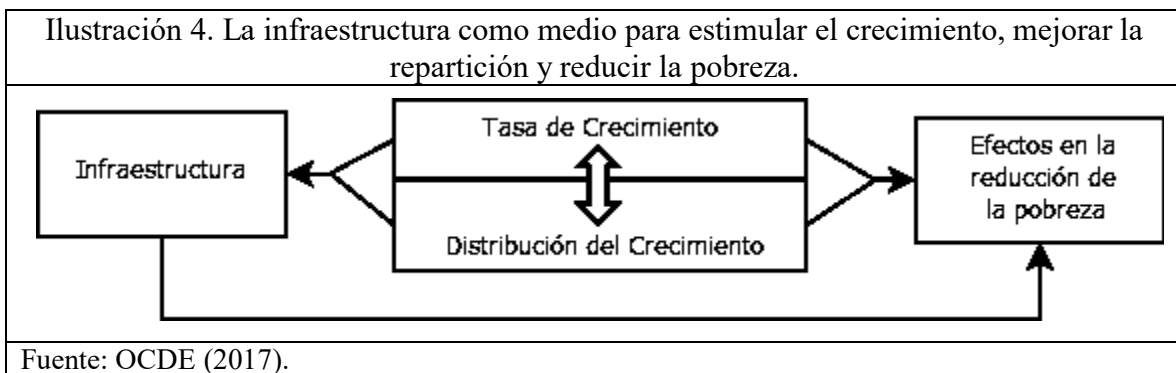 Ilustración 4. La infraestructura como medio para estimular el crecimiento, mejorar la
repartición y reducir la pobreza.
Infraestructura
Tasa de Crecimiento
Distribución del Crecimiento
Efectos en la
reducción de
la pobreza
Fuente: OCDE (2017).